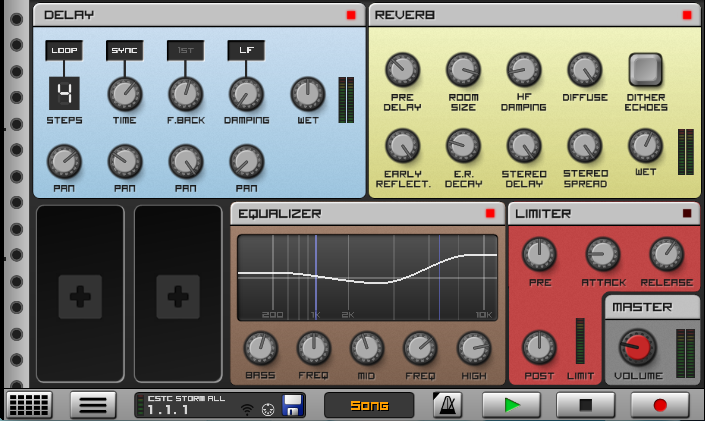 DELAY
LOOP SYNC 1ST LF
4
STEPS TIME F.BACK DAMPING WET
PAN PAN PAN PAN
REVERB
PRE DELAY
ROOM SIZE
HF DAMPING
DIFFUSE
DITHER ECHOES
EARLY REFLECT.
E.R. DECAY
STEREO DELAY
STEREO SPREAD
WET
EQUALIZER
200 1K 2K 10K
BASS FREQ MID FREQ HIGH
LIMITER
PRE ATTACK RELEASE
POST LIMIT
MASTER
VOLUME
CSTC STORM ALL
1.1.1
SONG